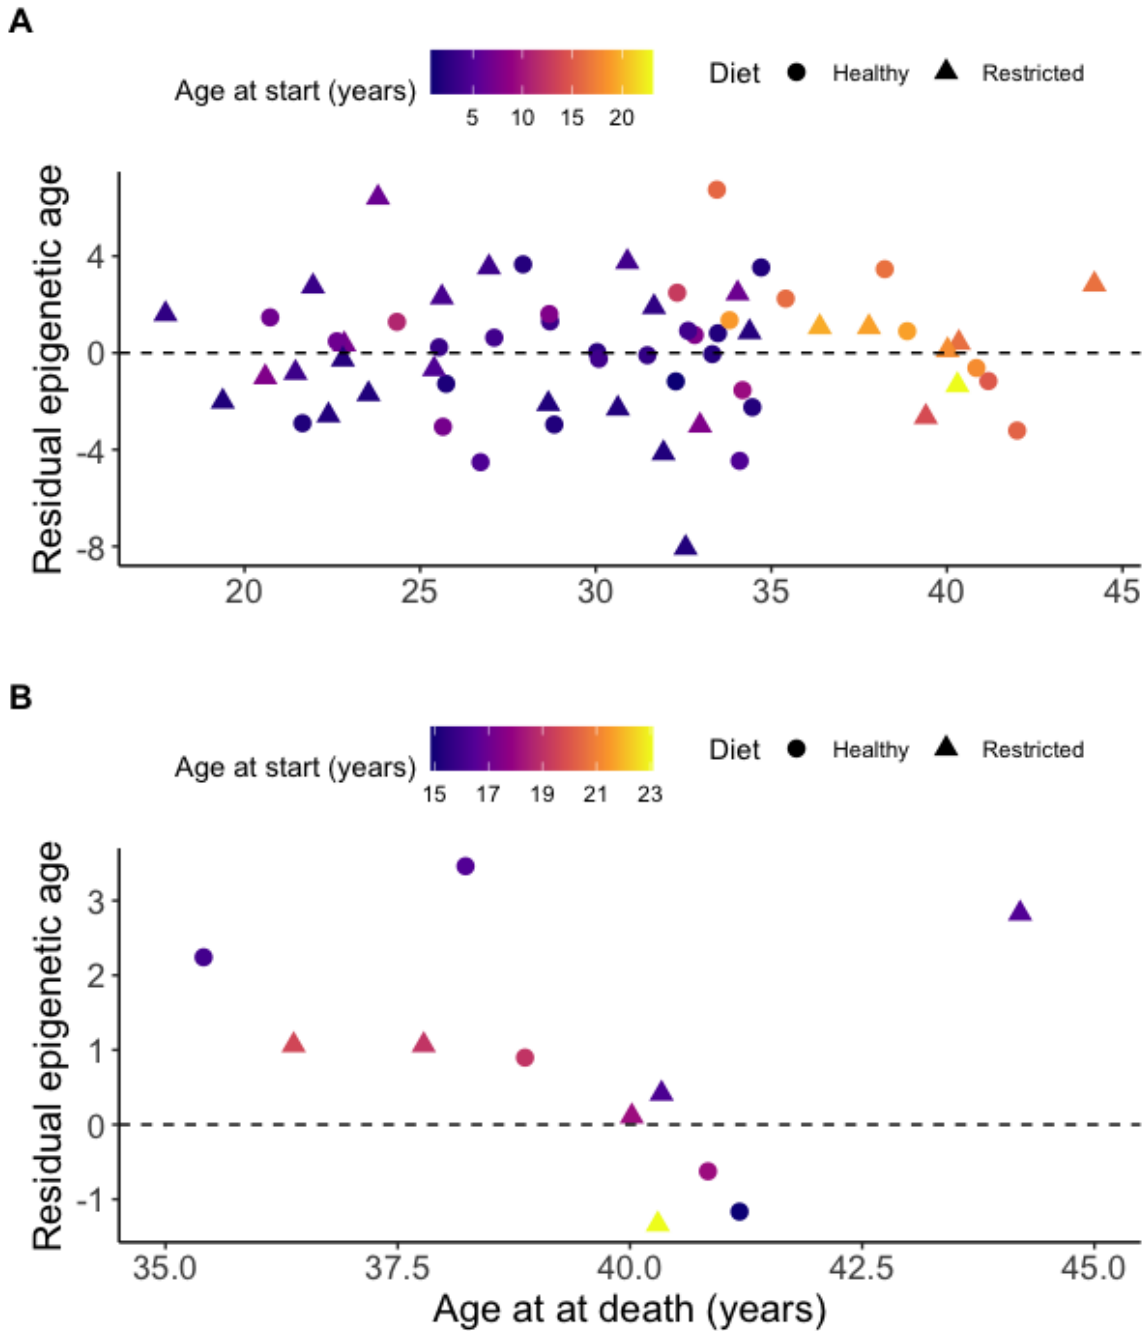 A
Age at start (years)
5 10 15 20
Diet Healthy Restricted
Residual epigenetic age
4
0
-4
-8
20 25 30 35 40 45
B
Age at start (years)
15 17 19 21 23
Diet Healthy Restricted
Residual epigenetic age
3
2
1
0
-1
35.0 37.5 40.0 42.5 45.0
Age at at death (years)